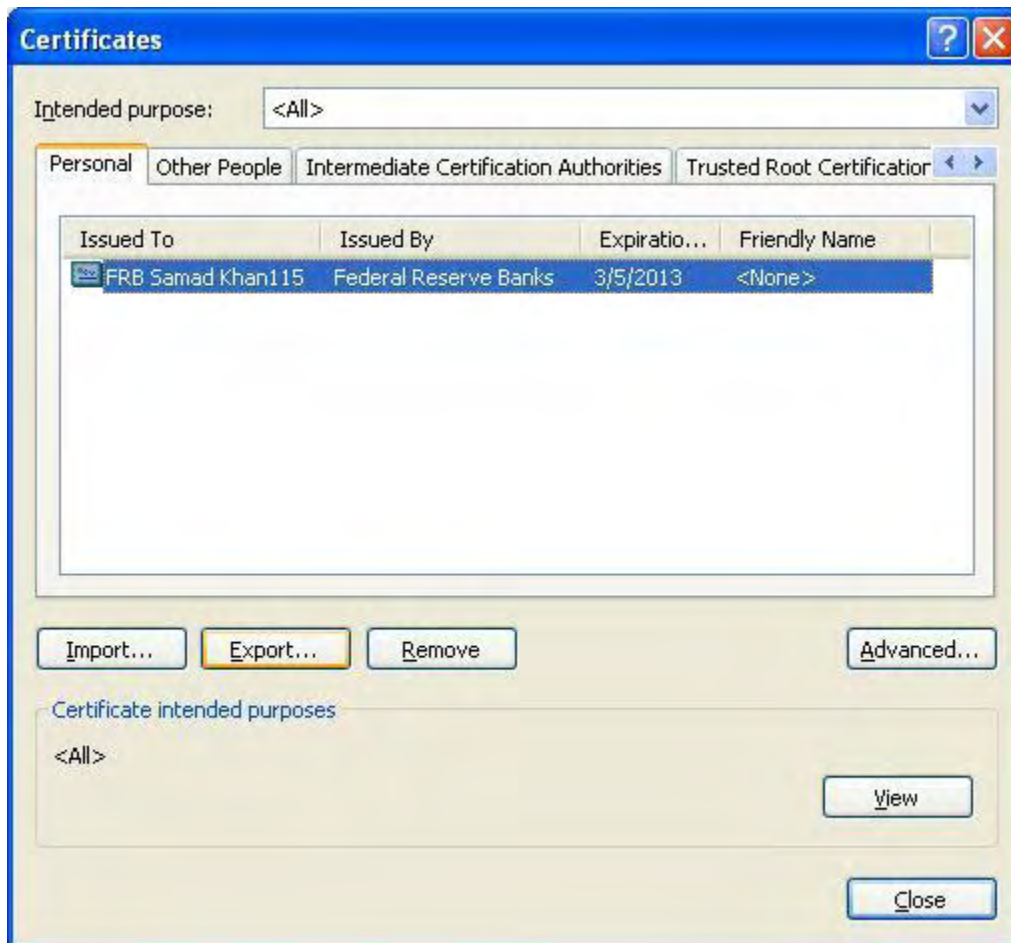 Certificates
Intended purpose: <All>
Personal Other People Intermediate Certification Authorities Trusted Root Certification
Issued To Issued By Expiratio... Friendly Name
FRB Samad Khan115 Federal Reserve Banks 3/5/2013 <None>
Import... Export... Remove Advanced...
Certificate intended purposes
<All>
View
Close